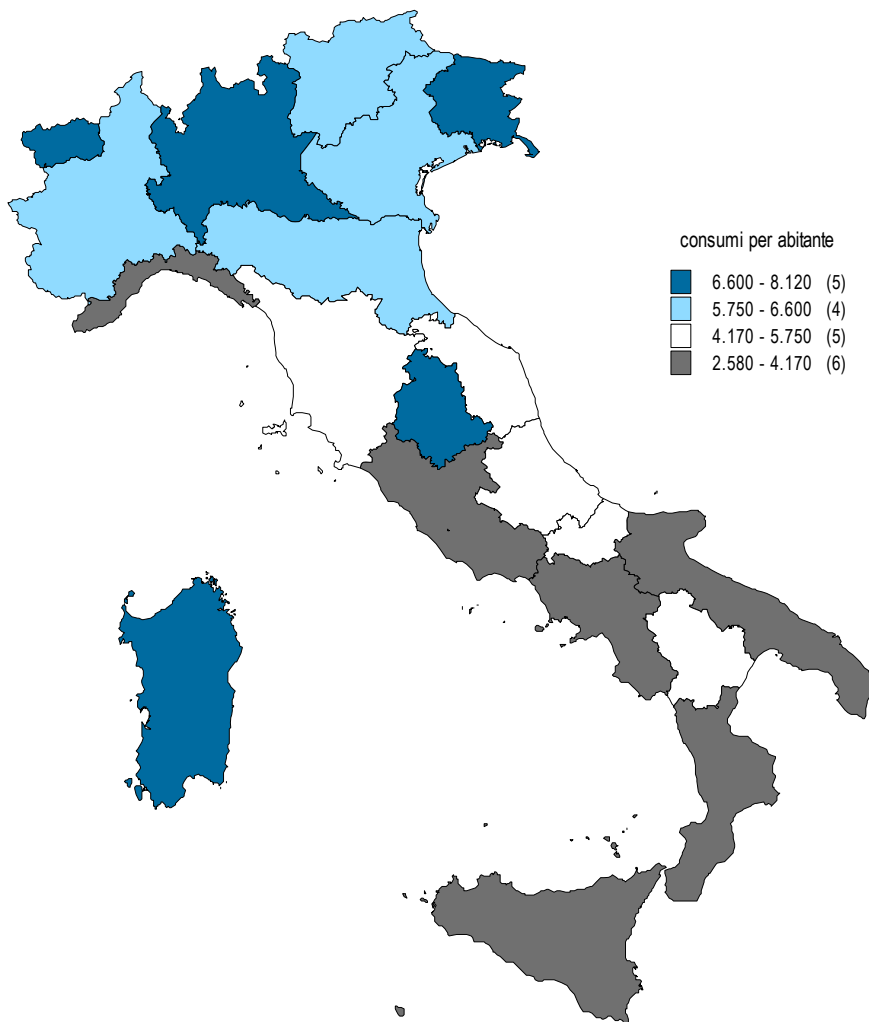 consumi per abitante
6.600 - 8.120 (5)
5.750 - 6.600 (4)
4.170 - 5.750 (5)
2.580 - 4.170 (6)